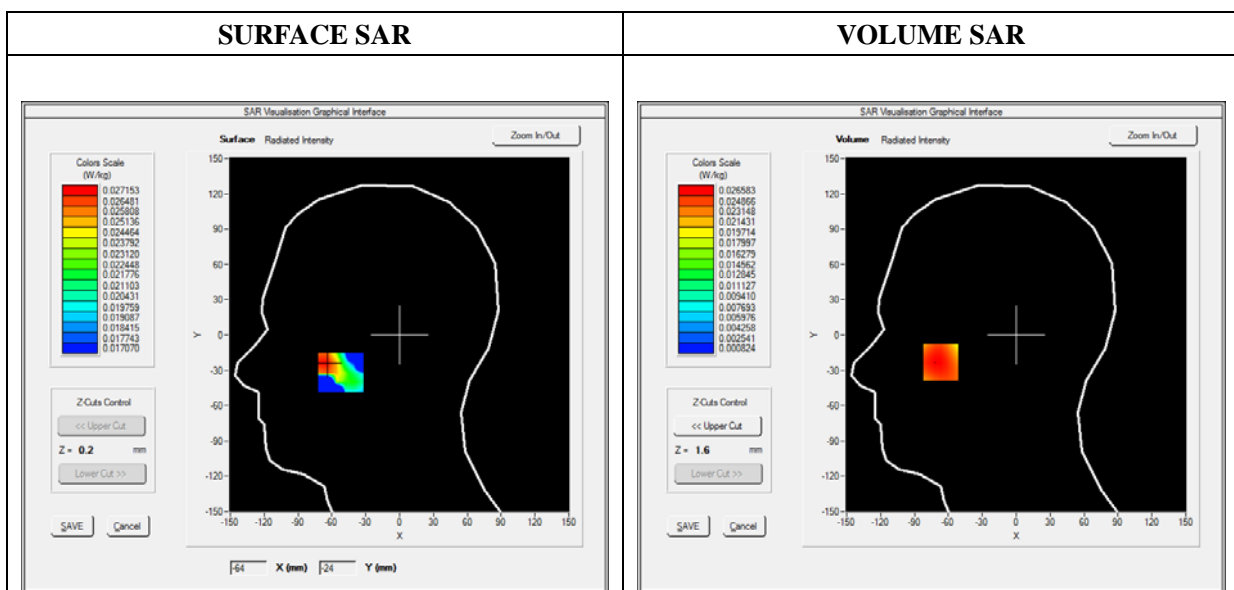 SURFACE SAR
VOLUME SAR
SAR Visualisation Graphical Interface
Surface Radiated Intensity
Zoom In/Out
Colors Scale
(W/kg)
0.027153
0.026481
0.025808
0.025136
0.024464
0.023792
0.023120
0.022448
0.021776
0.021103
0.020431
0.019759
0.019087
0.018415
0.017743
0.017070
Z-Cuts Control
<< Upper Cut
Z = 0.2 mm
Lower Cut >>
SAVE Cancel
150
120
90
60
30
Y 0
-30
-60
-90
-120
-150
-150 -120 -90 -60 -30 0 30 60 90 120 150
X
-64 X (mm) -24 Y (mm)
SAR Visualisation Graphical Interface
Volume Radiated Intensity
Zoom In/Out
Colors Scale
(W/kg)
0.026583
0.024866
0.023148
0.021431
0.019714
0.017997
0.016279
0.014562
0.012845
0.011127
0.009410
0.007693
0.005976
0.004258
0.002541
0.000824
Z-Cuts Control
<< Upper Cut
Z = 1.6 mm
Lower Cut >>
SAVE Cancel
150
120
90
60
30
Y 0
-30
-60
-90
-120
-150
-150 -120 -90 -60 -30 0 30 60 90 120 150
X